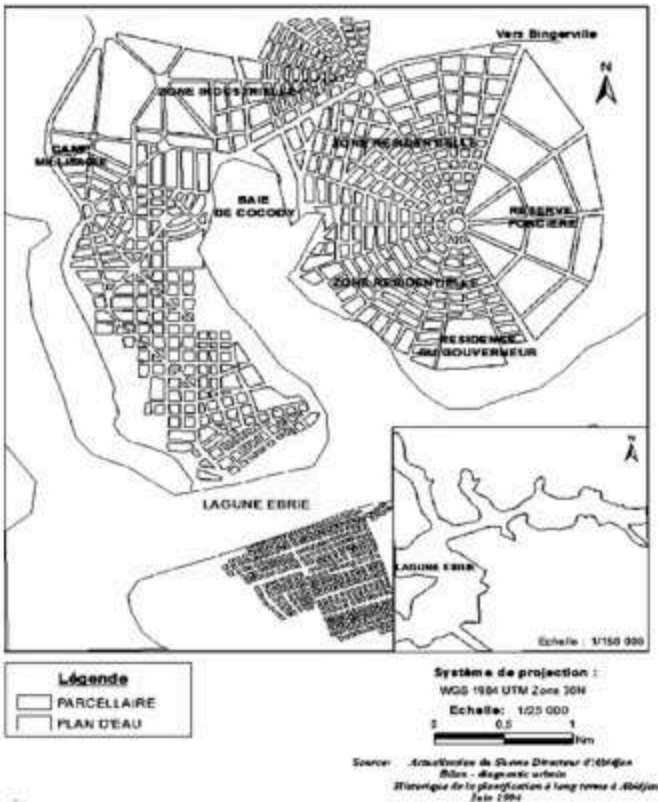 Vers Bingerville
N
ZONE INDUSTRIELLE
CAMP
MILITAIRE
ZONE RESIDENTIELLE
BAIE
DE COCODY
RESERVE
FONCIERE
ZONE RESIDENTIELLE
RESIDENCE
DU GOUVERNEUR
LAGUNE EBRIE
N
LAGUNE EBRIE
Echelle : 1/150 000
Légende
PARCELLAIRE
PLAN D'EAU
Système de projection :
WGS 1984 UTM Zone 30N
Echelle: 1/25 000
0 0,5 1
Km
Source: Actualisation du Shema Directeur d'Abidjan
Bilan - diagnostic urbain
Historique de la planification à long terme à Abidjan
Juin 1994